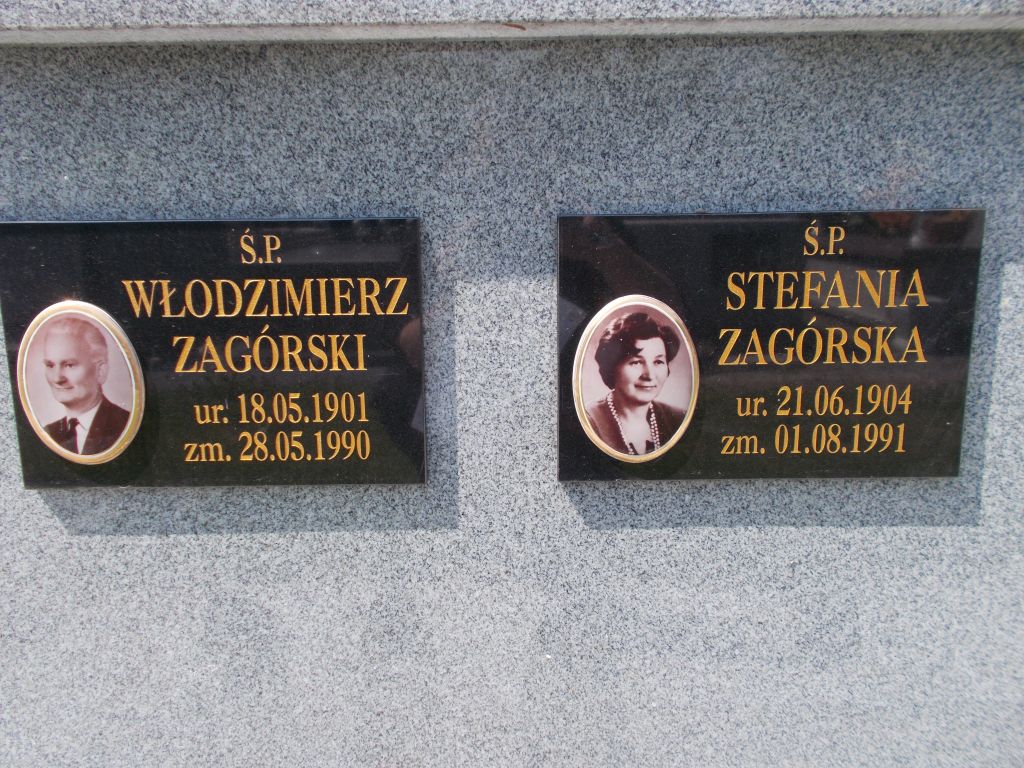 Ś.P.
WŁODZIMIERZ
ZAGÓRSKI
ur. 18.05.1901
zm. 28.05.1990
Ś.P.
STEFANIA
ZAGÓRSKA
ur. 21.06.1904
zm. 01.08.1991